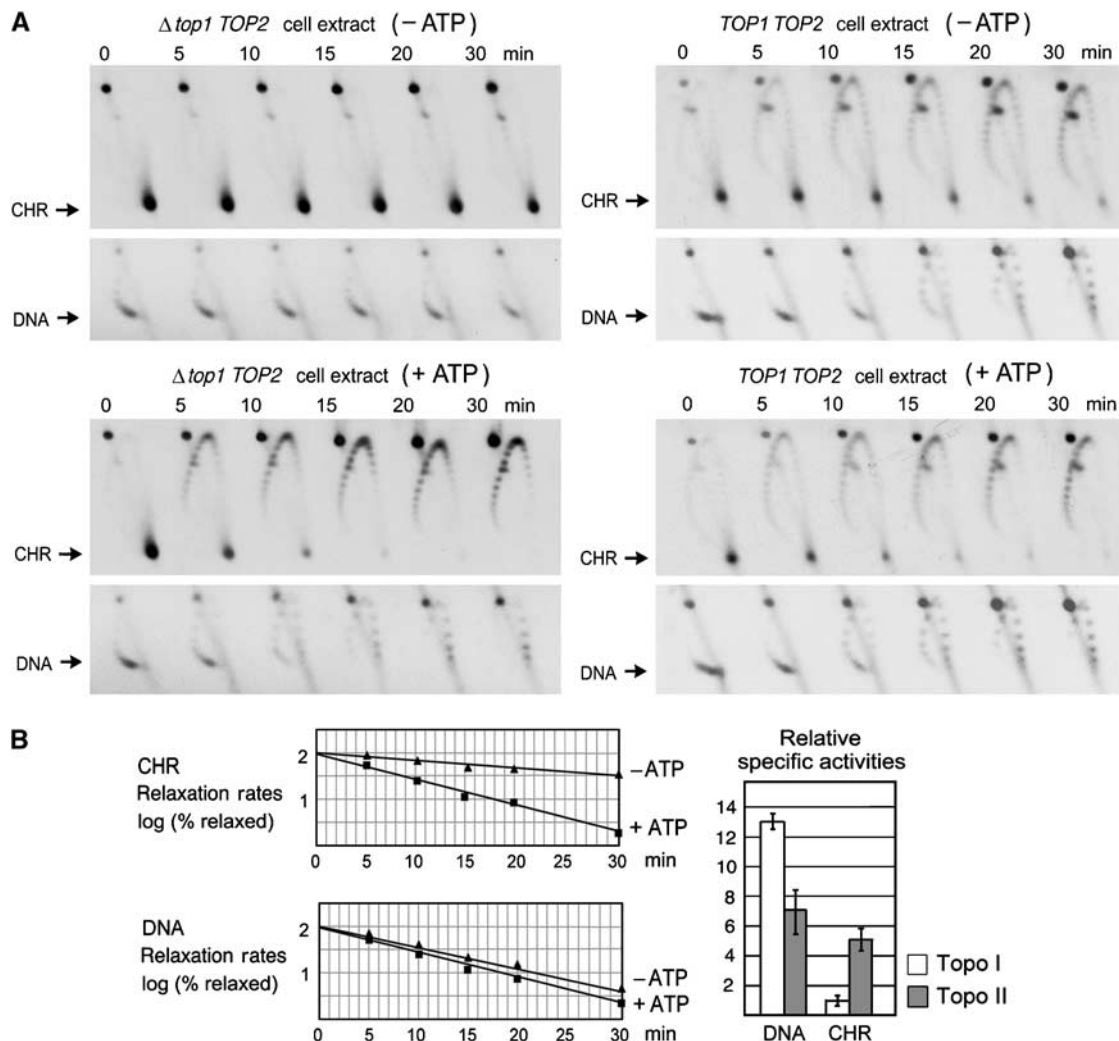 A
Δtop1 TOP2 cell extract (– ATP)
0 5 10 15 20 30 min
CHR →
DNA →
TOP1 TOP2 cell extract (–ATP)
0 5 10 15 20 30 min
CHR →
DNA →
Δtop1 TOP2 cell extract (+ ATP)
0 5 10 15 20 30 min
CHR →
DNA →
TOP1 TOP2 cell extract (+ ATP)
0 5 10 15 20 30 min
CHR →
DNA →
B
CHR
Relaxation rates
log (% relaxed)
2
1
–ATP
+ ATP
0 5 10 15 20 25 30 min
DNA
Relaxation rates
log (% relaxed)
2
1
–ATP
+ ATP
0 5 10 15 20 25 30 min
Relative
specific activities
14
12
10
8
6
4
2
DNA CHR
Topo I
Topo II